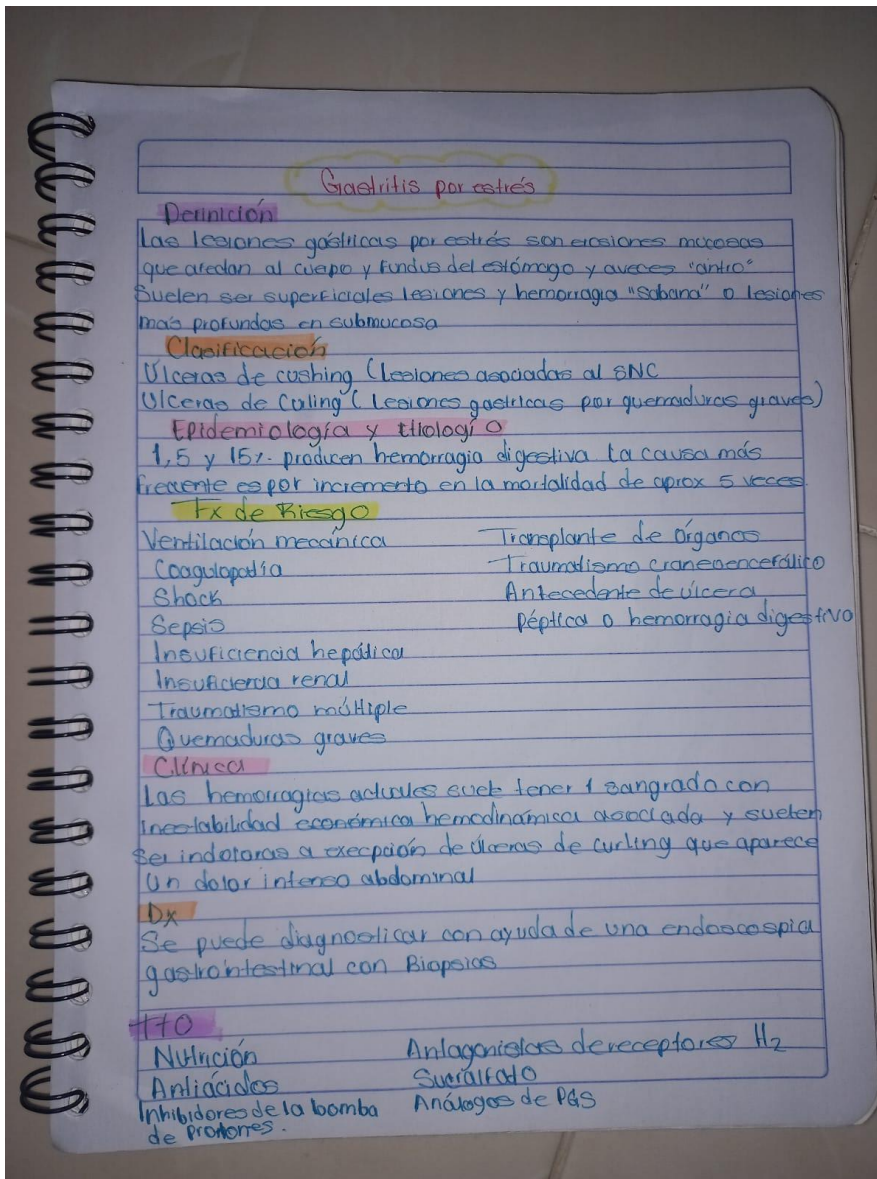 Gastritis por estrés
Definición
Las lesiones gástricas por estrés son erosiones mucosas
que afectan al cuerpo y Fundus del estómago y aveces "antro"
Suelen ser superficiales lesiones y hemorragia "Sabana" o lesiones
más profundas en submucosa
Clasificación
Ulceras de cushing (lesiones asociadas al SNC
Ulceras de Curling (Lesiones gastricas por quemaduras graves)
Epidemiología y Etiología
1,5 y 15%. producen hemorragia digestiva la causa más
frecuente es por incremento en la mortalidad de aprox 5 veces
Fx de Riesgo
Ventilación mecánica
Coagulopatía
Shock
Sepsis
Insuficiencia hepática
Insuficiencia renal
Traumatismo múltiple
Quemaduras graves
Transplante de órganos
Traumatismo craneoencefálico
Antecedente de úlcera
péptica o hemorragia digestiva
Clínica
Las hemorragias actuales suele tener 1 sangrado con
inestabilidad económica hemodinámica asociada y suelen
ser indoloras a execpción de úlceras de curling que aparece
Un dolor intenso abdominal
Dx
Se puede diagnosticar con ayuda de una endoscospia
gastrointestinal con Biopsias
TTO
Nutrición
Antiácidos
Inhibidores de la bomba
de protones.
Antagonistas de receptores H2
Sucralfato
Análogos de PGS